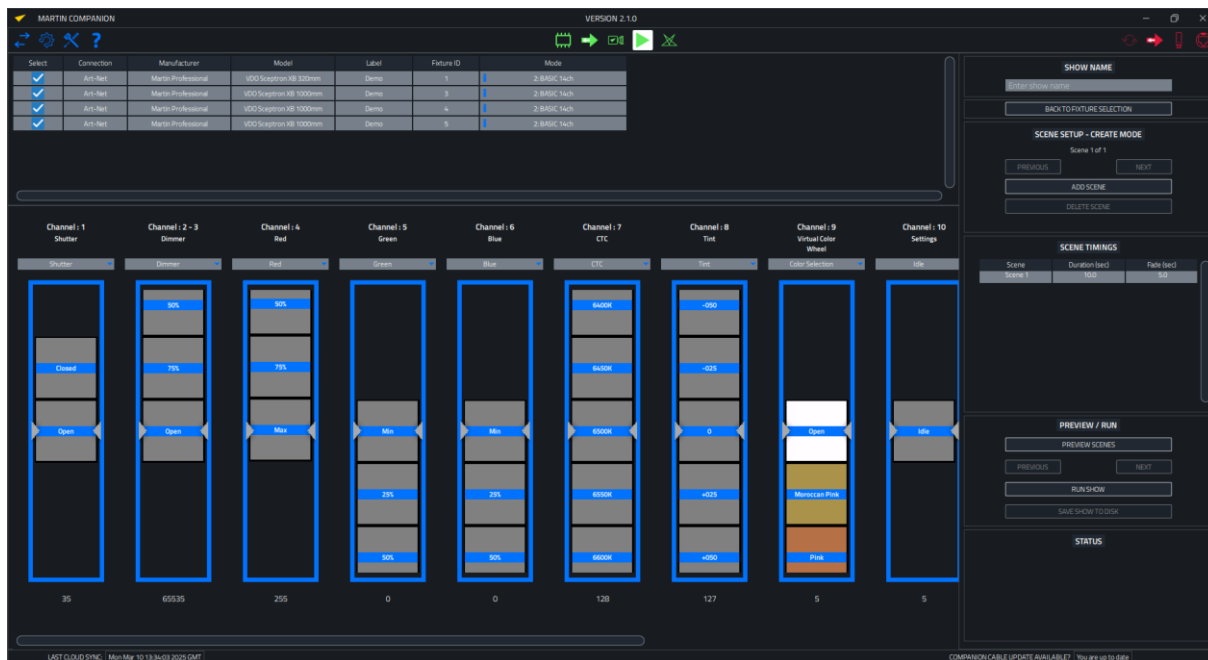 MARTIN COMPANION
VERSION 2.1.0
Select Connection Manufacturer Model Label Fixture ID Mode
Art-Net Martin Professional VDO Sceptron XB 320mm Demo 1 2: BASIC 14ch
Art-Net Martin Professional VDO Sceptron XB 1000mm Demo 3 2: BASIC 14ch
Art-Net Martin Professional VDO Sceptron XB 1000mm Demo 4 2: BASIC 14ch
Art-Net Martin Professional VDO Sceptron XB 1000mm Demo 5 2: BASIC 14ch
Channel : 1
Shutter
Shutter
Closed
Open
35
Channel : 2 - 3
Dimmer
Dimmer
50%
75%
Open
65535
Channel : 4
Red
Red
50%
75%
Max
255
Channel : 5
Green
Green
Min
25%
50%
0
Channel : 6
Blue
Blue
Min
25%
50%
0
Channel : 7
CTC
CTC
6400K
6450K
6500K
6550K
6600K
128
Channel : 8
Tint
Tint
-050
-025
0
+025
+050
127
Channel : 9
Virtual Color
Wheel
Color Selection
Open
Moroccan Pink
Pink
5
Channel : 10
Settings
Idle
Idle
5
SHOW NAME
Enter show name
BACK TO FIXTURE SELECTION
SCENE SETUP - CREATE MODE
Scene 1 of 1
PREVIOUS NEXT
ADD SCENE
DELETE SCENE
SCENE TIMINGS
Scene Duration (sec) Fade (sec)
Scene 1 10.0 5.0
PREVIEW / RUN
PREVIEW SCENES
PREVIOUS NEXT
RUN SHOW
SAVE SHOW TO DISK
STATUS
LAST CLOUD SYNC: Mon Mar 10 13:34:03 2025 GMT
COMPANION CABLE UPDATE AVAILABLE? You are up to date